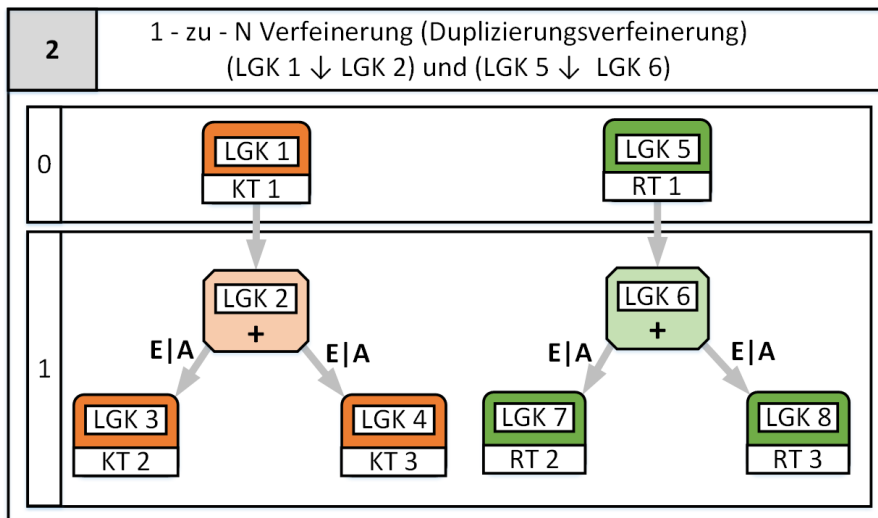 2
1 - zu - N Verfeinerung (Duplizierungsverfeinerung)
(LGK 1 ↓ LGK 2) und (LGK 5 ↓ LGK 6)
0
LGK 1
KT 1
LGK 5
RT 1
1
LGK 2
+
LGK 6
+
E|A
E|A
E|A
E|A
LGK 3
KT 2
LGK 4
KT 3
LGK 7
RT 2
LGK 8
RT 3